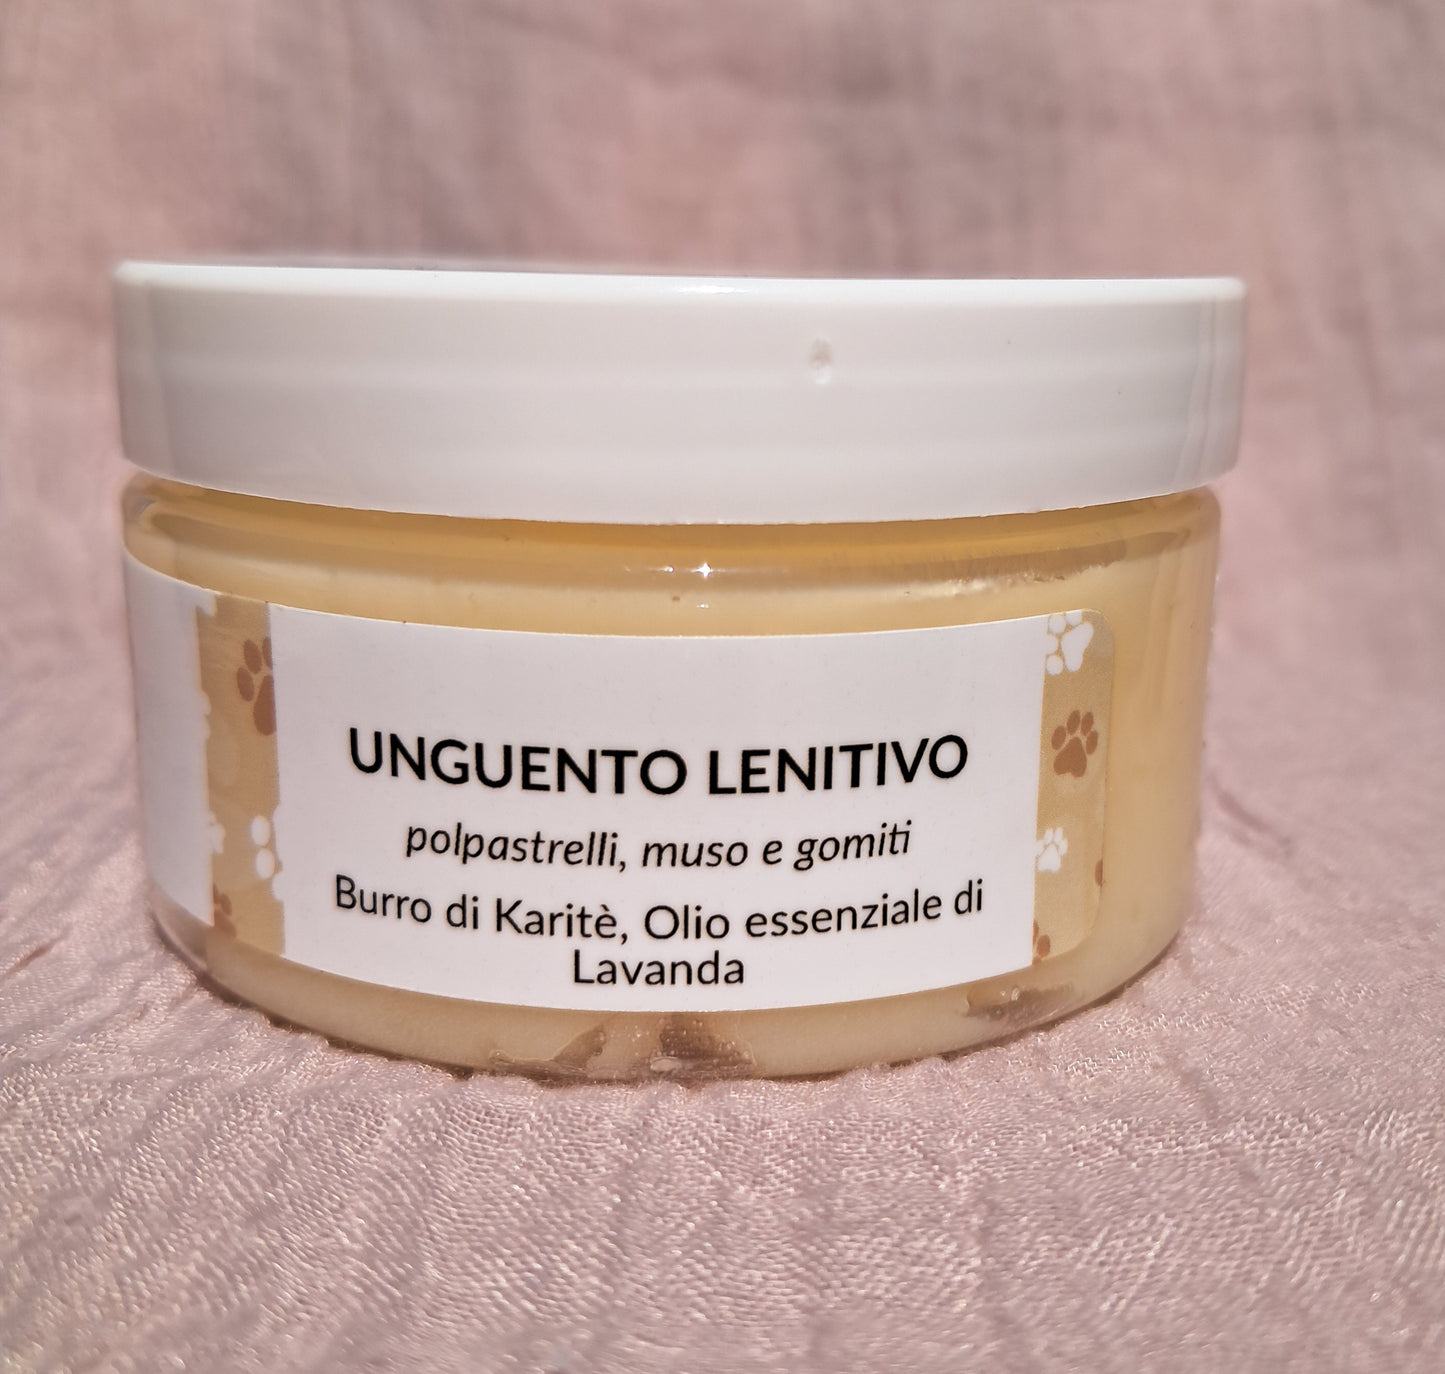 UNGUENTO LENITIVO
polpastrelli, muso e gomiti
Burro di Karitè, Olio essenziale di
Lavanda